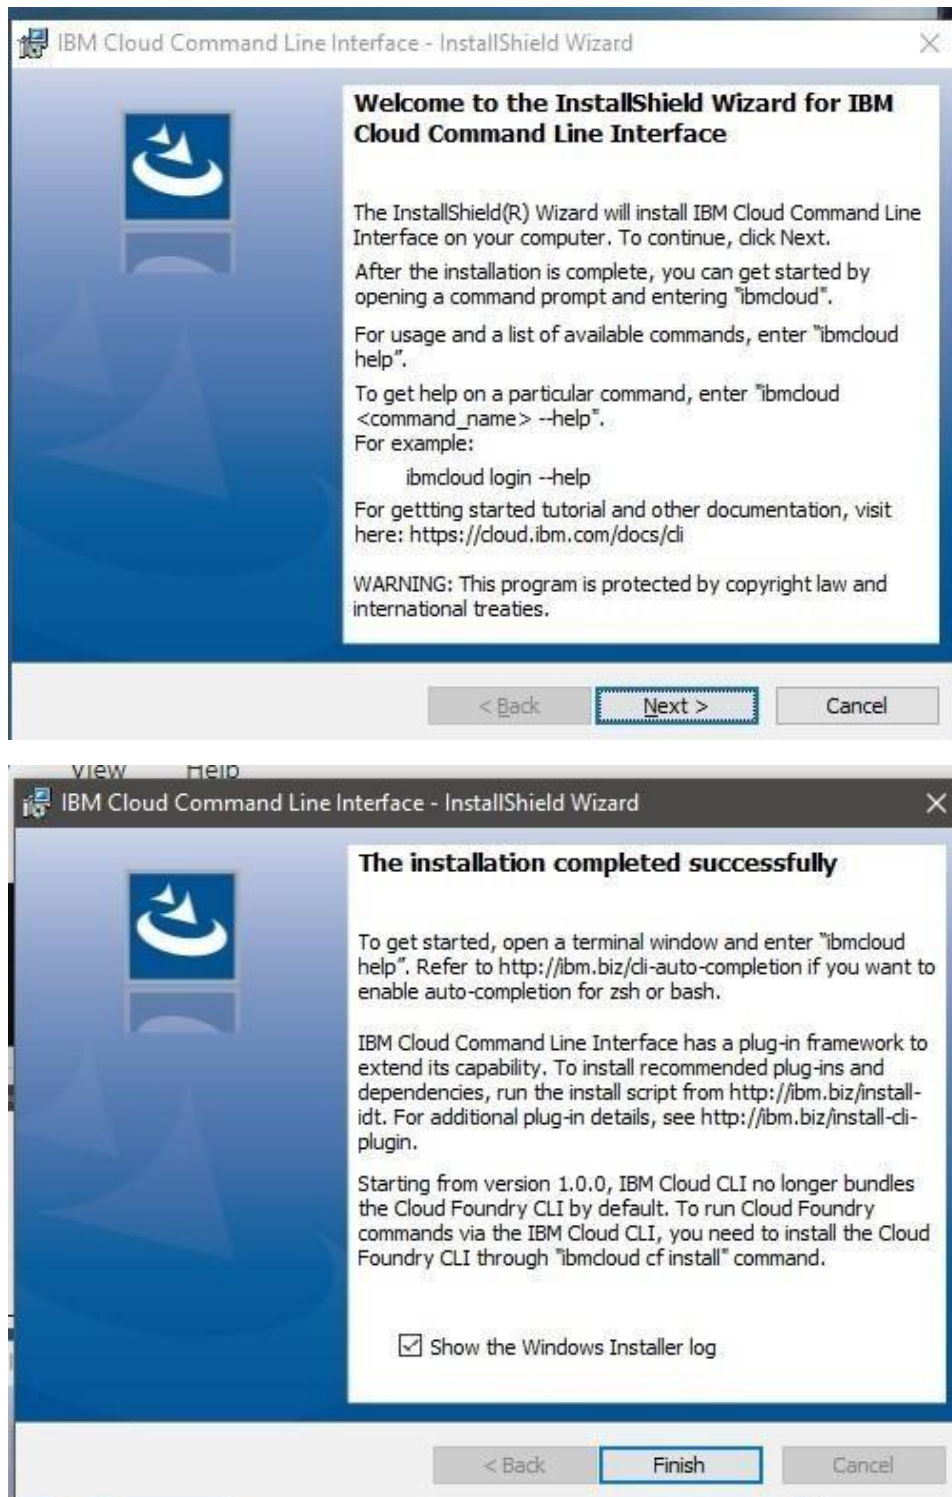 IBM Cloud Command Line Interface - InstallShield Wizard
Welcome to the InstallShield Wizard for IBM
Cloud Command Line Interface
The InstallShield(R) Wizard will install IBM Cloud Command Line
Interface on your computer. To continue, click Next.
After the installation is complete, you can get started by
opening a command prompt and entering "ibmcloud".
For usage and a list of available commands, enter "ibmcloud
help".
To get help on a particular command, enter "ibmcloud
<command_name> --help".
For example:
ibmcloud login --help
For gettting started tutorial and other documentation, visit
here: https://cloud.ibm.com/docs/cli
WARNING: This program is protected by copyright law and
international treaties.
< Back Next > Cancel
View Help
IBM Cloud Command Line Interface - InstallShield Wizard
The installation completed successfully
To get started, open a terminal window and enter "ibmcloud
help". Refer to http://ibm.biz/cli-auto-completion if you want to
enable auto-completion for zsh or bash.
IBM Cloud Command Line Interface has a plug-in framework to
extend its capability. To install recommended plug-ins and
dependencies, run the install script from http://ibm.biz/install-
idt. For additional plug-in details, see http://ibm.biz/install-cli-
plugin.
Starting from version 1.0.0, IBM Cloud CLI no longer bundles
the Cloud Foundry CLI by default. To run Cloud Foundry
commands via the IBM Cloud CLI, you need to install the Cloud
Foundry CLI through "ibmcloud cf install" command.
Show the Windows Installer log
< Back Finish Cancel